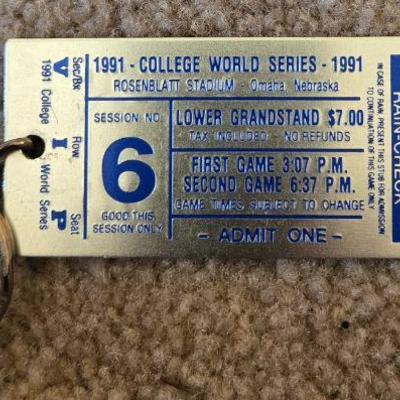 Sec/Bx Row Seat
V I P
1991 College World Series
1991 - COLLEGE WORLD SERIES - 1991
ROSENBLATT STADIUM - Omaha, Nebraska
SESSION NO
6
GOOD THIS
SESSION ONLY
LOWER GRANDSTAND $7.00
TAX INCLUDED NO REFUNDS
FIRST GAME 3:07 P.M.
SECOND GAME 6:37 P.M.
GAME TIMES SUBJECT TO CHANGE
- ADMIT ONE -
IN CASE OF RAIN, PRESENT THIS STUB FOR ADMISSION
TO CONTINUATION OF THIS GAME ONLY
RAIN CHECK